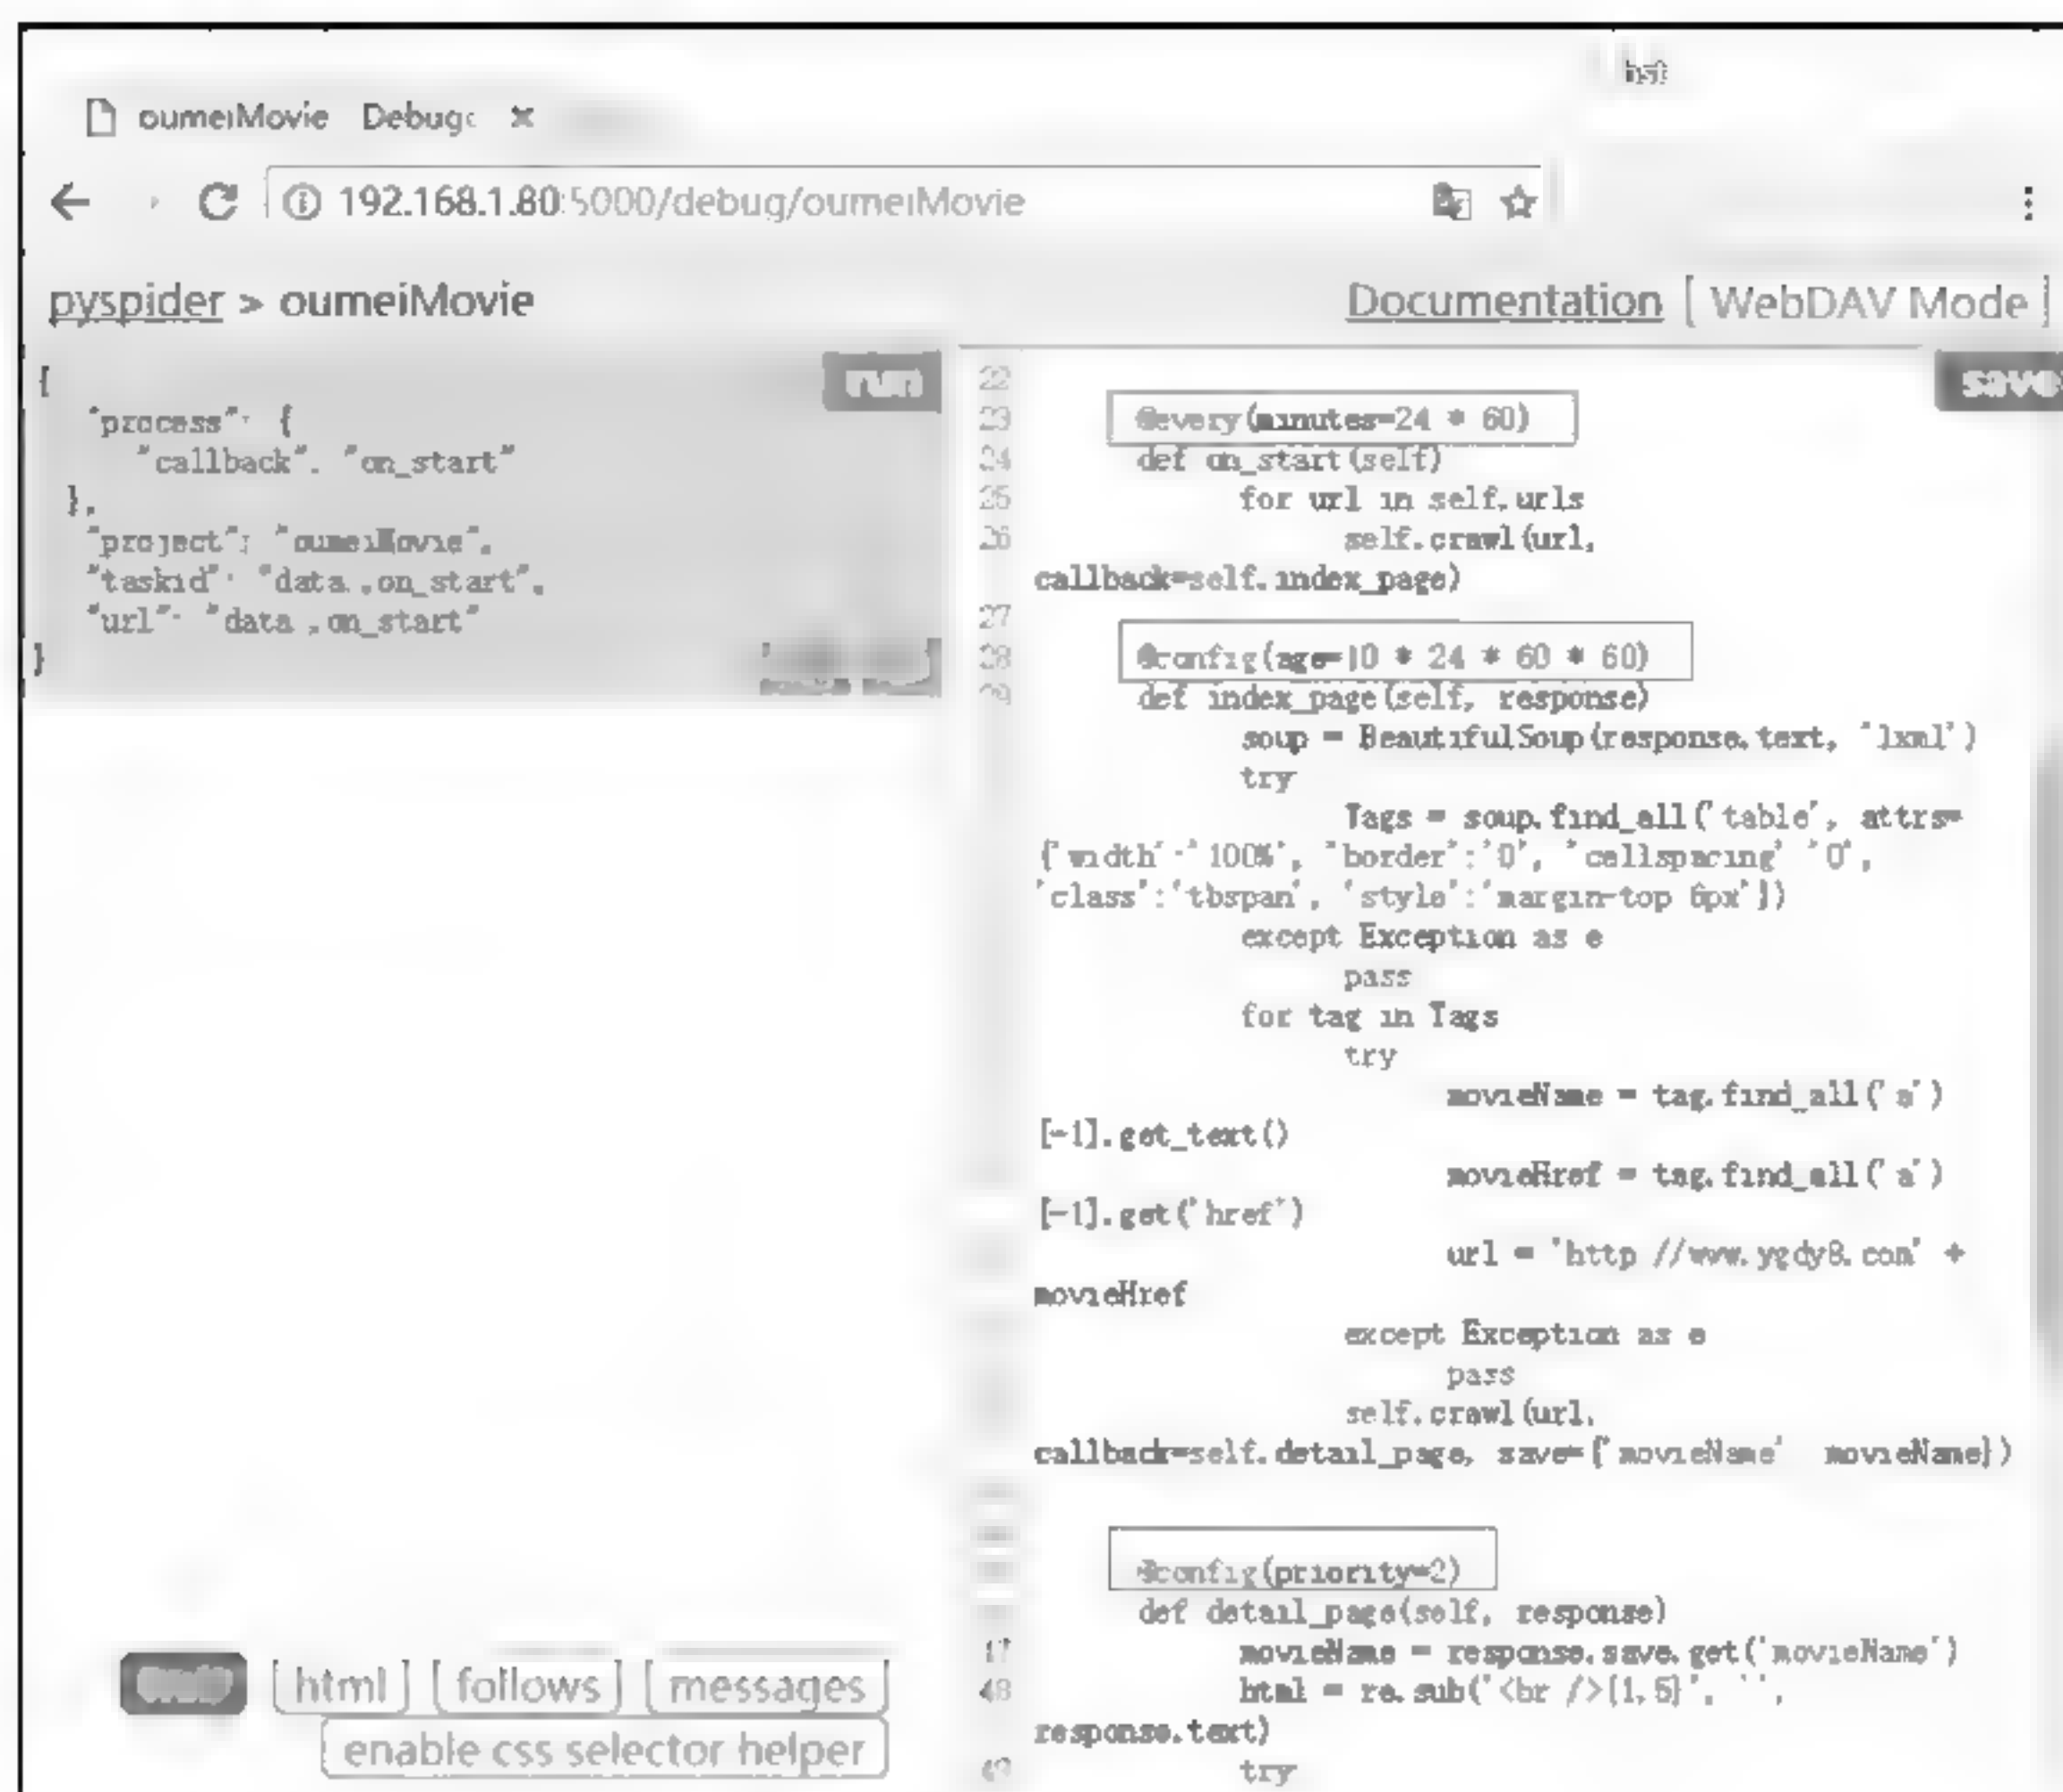 oumeiMovie Debug
192.168.1.80:5000/debug/oumeiMovie
pyspider > oumeiMovie
Documentation [ WebDAV Mode ]
run
{
"process": {
"callback". "on_start"
},
"project": "oumeiMovie",
"taskid": "data,on_start",
"url": "data,on_start"
}
save
22
23 @every(minutes=24 * 60)
24 def on_start(self)
25 for url in self.urls
26 self.crawl(url,
callback=self.index_page)
27
28 @config(age=10 * 24 * 60 * 60)
29 def index_page(self, response)
soup = BeautifulSoup(response.text, 'lxml')
try
Tags = soup.find_all('table', attrs=
{'width':'100%', 'border':'0', 'cellspacing' '0',
'class':'tbspan', 'style':'margin-top 6px'})
except Exception as e
pass
for tag in Tags
try
movieName = tag.find_all('a')
[-1].get_text()
movieHref = tag.find_all('a')
[-1].get('href')
url = 'http //www.ygdy8.com' +
movieHref
except Exception as e
pass
self.crawl(url,
callback=self.detail_page, save={'movieName' movieName})
@config(priority=2)
def detail_page(self, response)
47 movieName = response.save.get('movieName')
48 html = re.sub('<br />{1,5}', '',
response.text)
49 try
html follows messages
enable css selector helper